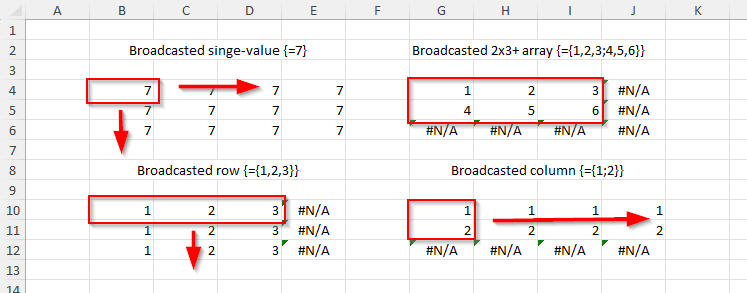 A B C D E F G H I J K
1
2 Broadcasted singe-value {=7} Broadcasted 2x3+ array {={1,2,3;4,5,6}}
3
4 7 7 7 7 1 2 3 #N/A
5 7 7 7 7 4 5 6 #N/A
6 7 7 7 7 #N/A #N/A #N/A #N/A
7
8 Broadcasted row {={1,2,3}} Broadcasted column {={1;2}}
9
10 1 2 3 #N/A 1 1 1 1
11 1 2 3 #N/A 2 2 2 2
12 1 2 3 #N/A #N/A #N/A #N/A #N/A
13
14